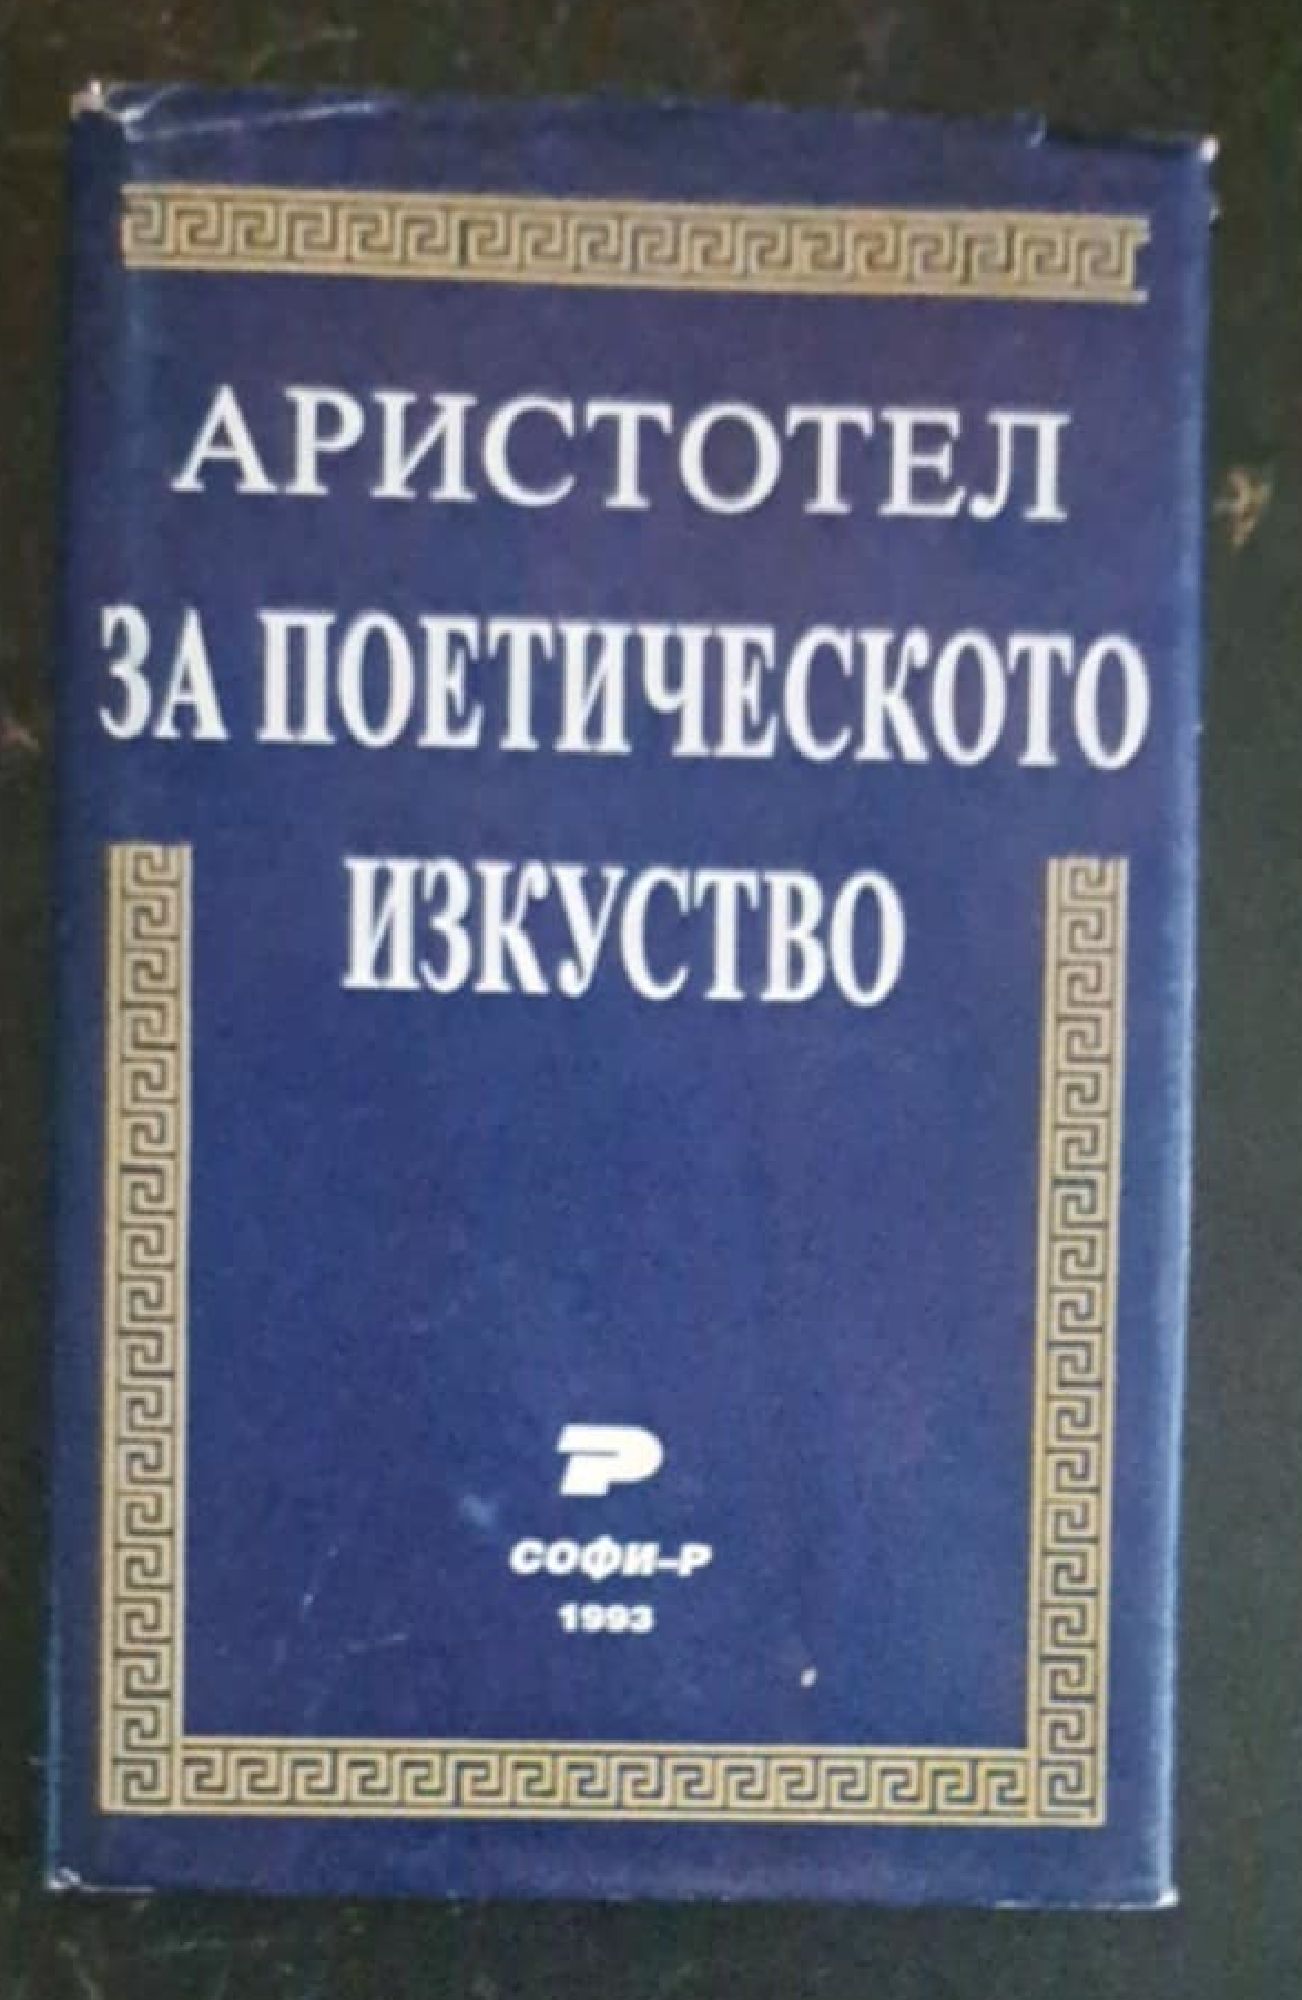 АРИСТОТЕЛ
ЗА ПОЕТИЧЕСКОТО
ИЗКУСТВО
Р
СОФИ-Р
1993